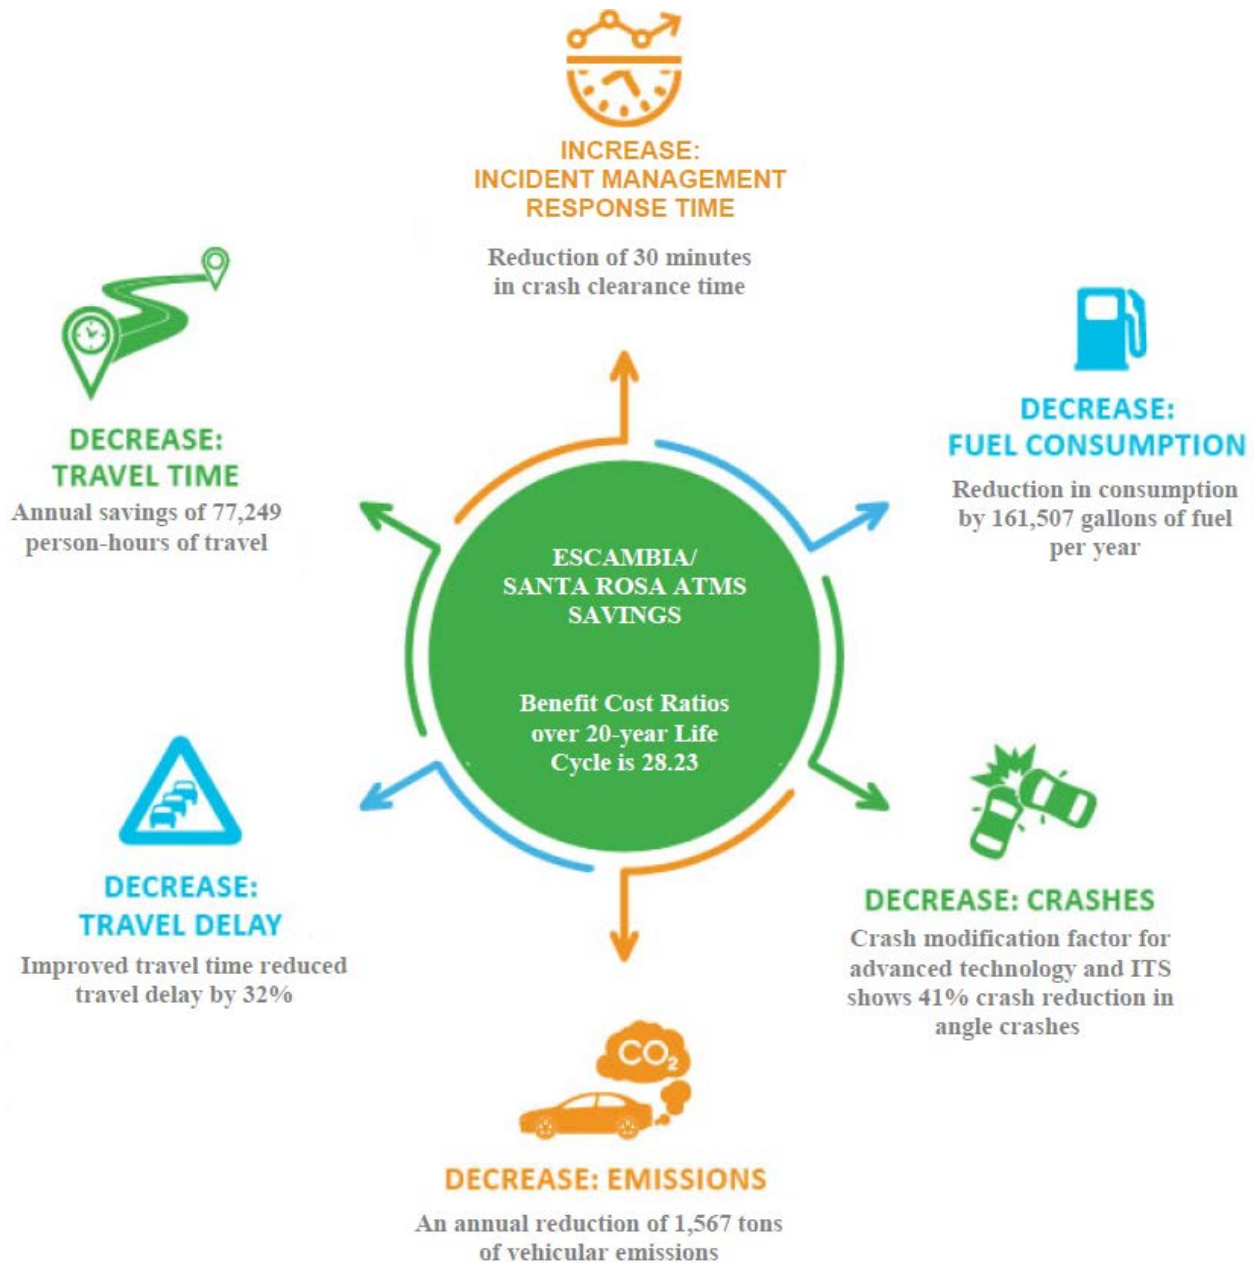 INCREASE:
INCIDENT MANAGEMENT
RESPONSE TIME
Reduction of 30 minutes
in crash clearance time
DECREASE:
FUEL CONSUMPTION
Reduction in consumption
by 161,507 gallons of fuel
per year
DECREASE:
TRAVEL TIME
Annual savings of 77,249
person-hours of travel
ESCAMBIA/
SANTA ROSA ATMS
SAVINGS
Benefit Cost Ratios
over 20-year Life
Cycle is 28.23
DECREASE:
TRAVEL DELAY
Improved travel time reduced
travel delay by 32%
DECREASE: CRASHES
Crash modification factor for
advanced technology and ITS
shows 41% crash reduction in
angle crashes
CO2
DECREASE: EMISSIONS
An annual reduction of 1,567 tons
of vehicular emissions